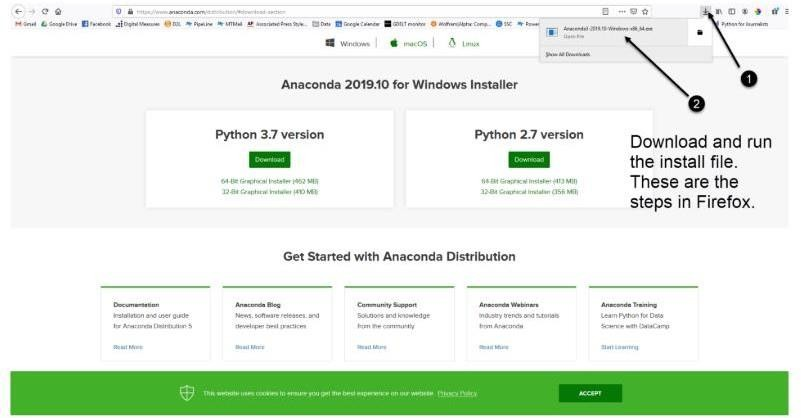 https://www.anaconda.com/distribution/#download-section
Gmail Google Drive Facebook Digital Measures D2L PipeLine MTMail Associated Press Style... Data Google Calendar GDELT monitor Wolfram|Alpha: Comp... SSC Power Python for Journalists
Anaconda3-2019.10-Windows-x86_64.exe
Open File
Show All Downloads
1
2
Windows macOS Linux
Anaconda 2019.10 for Windows Installer
Python 3.7 version
Download
64-Bit Graphical Installer (462 MB)
32-Bit Graphical Installer (410 MB)
Python 2.7 version
Download
64-Bit Graphical Installer (413 MB)
32-Bit Graphical Installer (356 MB)
Download and run
the install file.
These are the
steps in Firefox.
Get Started with Anaconda Distribution
Documentation
Installation and user guide
for Anaconda Distribution 5
Read More
Anaconda Blog
News, software releases, and
developer best practices
Read More
Community Support
Solutions and knowledge
from the community
Read More
Anaconda Webinars
Industry trends and tutorials
from Anaconda
Read More
Anaconda Training
Learn Python for Data
Science with DataCamp
Start Learning
This website uses cookies to ensure you get the best experience on our website. Privacy Policy.
ACCEPT